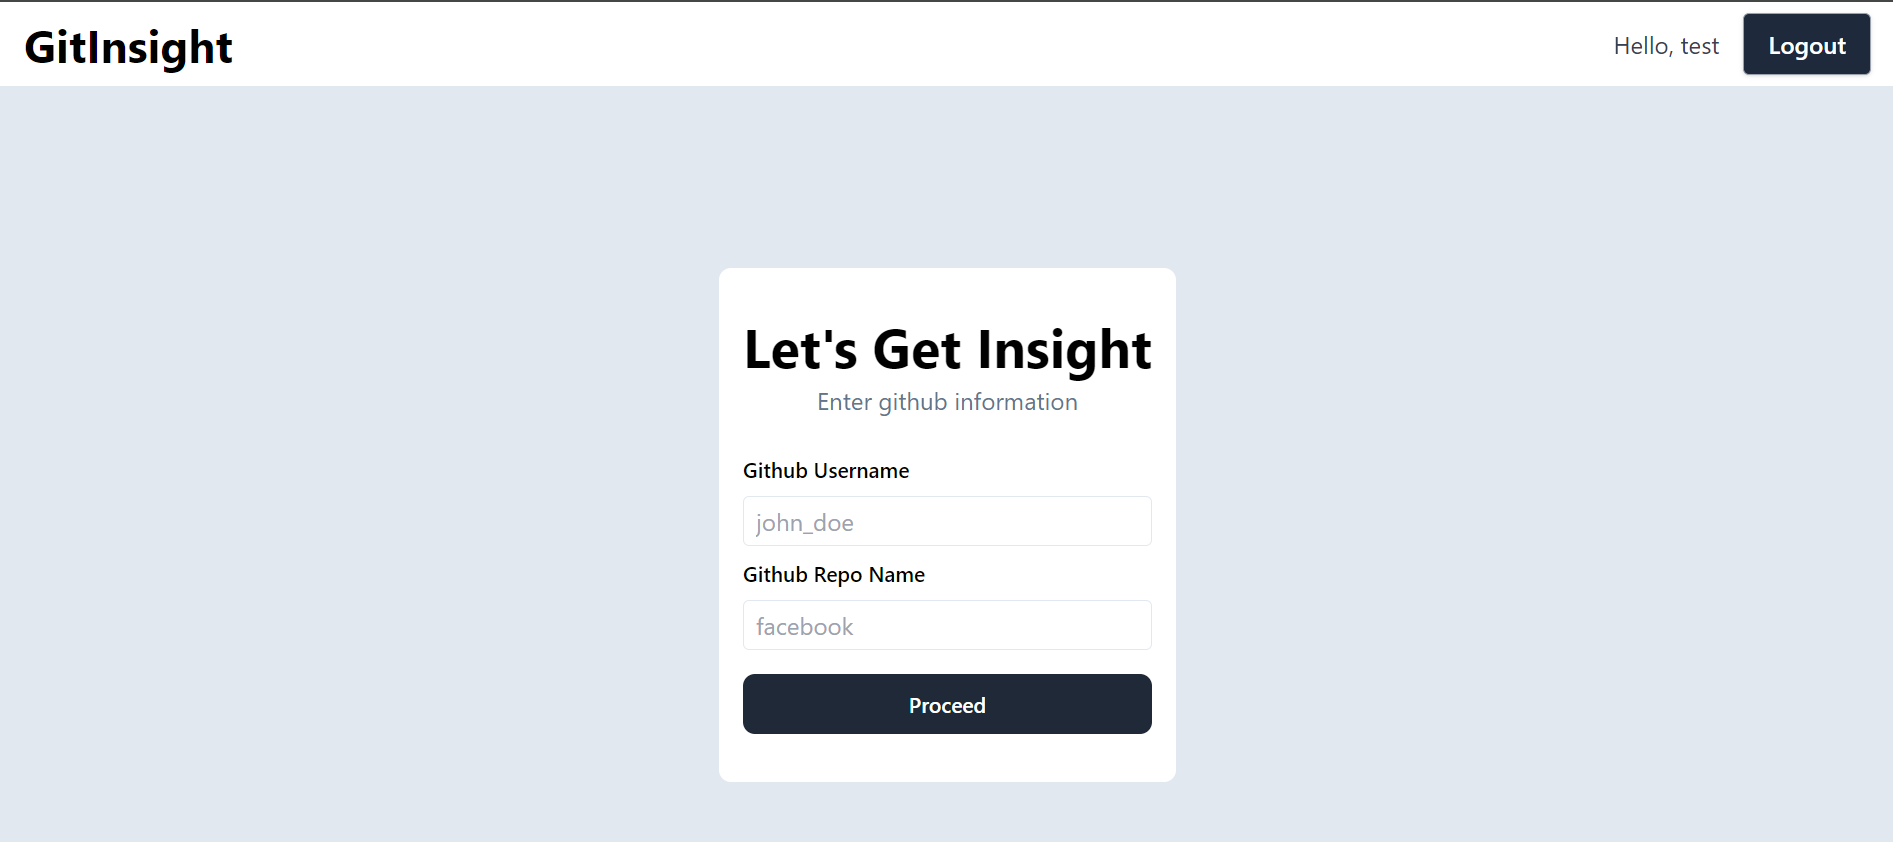 GitInsight
Hello, test
Logout
Let's Get Insight
Enter github information
Github Username
john_doe
Github Repo Name
facebook
Proceed